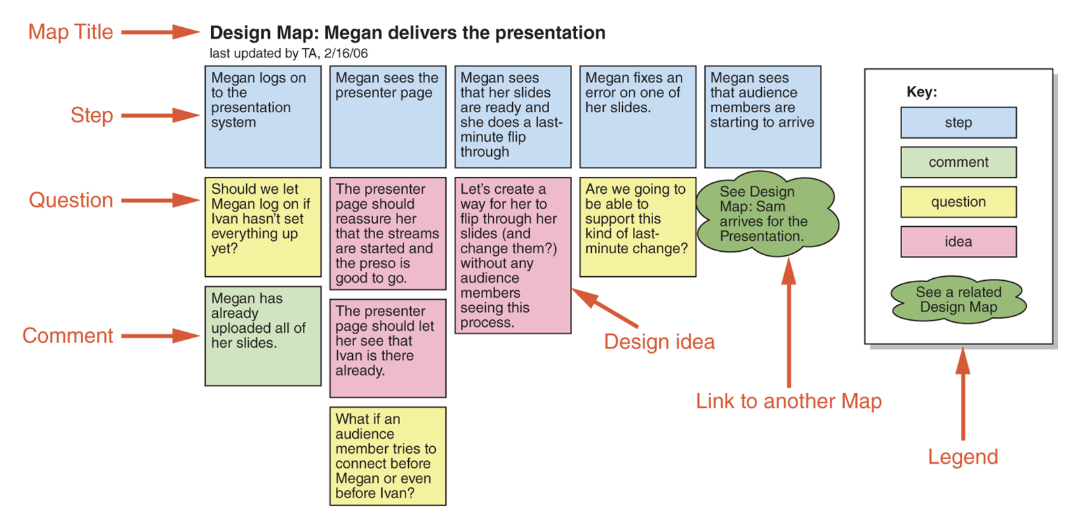 Map Title
Design Map: Megan delivers the presentation
last updated by TA, 2/16/06
Step
Megan logs on
to the
presentation
system
Megan sees the
presenter page
Megan sees
that her slides
are ready and
she does a last-
minute flip
through
Megan fixes an
error on one of
her slides.
Megan sees
that audience
members are
starting to arrive
Question
Should we let
Megan log on if
Ivan hasn't set
everything up
yet?
The presenter
page should
reassure her
that the streams
are started and
the preso is
good to go.
Let's create a
way for her to
flip through her
slides (and
change them?)
without any
audience
members
seeing this
process.
Are we going to
be able to
support this
kind of last-
minute change?
See Design
Map: Sam
arrives for the
Presentation.
Comment
Megan has
already
uploaded all of
her slides.
The presenter
page should let
her see that
Ivan is there
already.
What if an
audience
member tries to
connect before
Megan or even
before Ivan?
Design idea
Link to another Map
Key:
step
comment
question
idea
See a related
Design Map
Legend